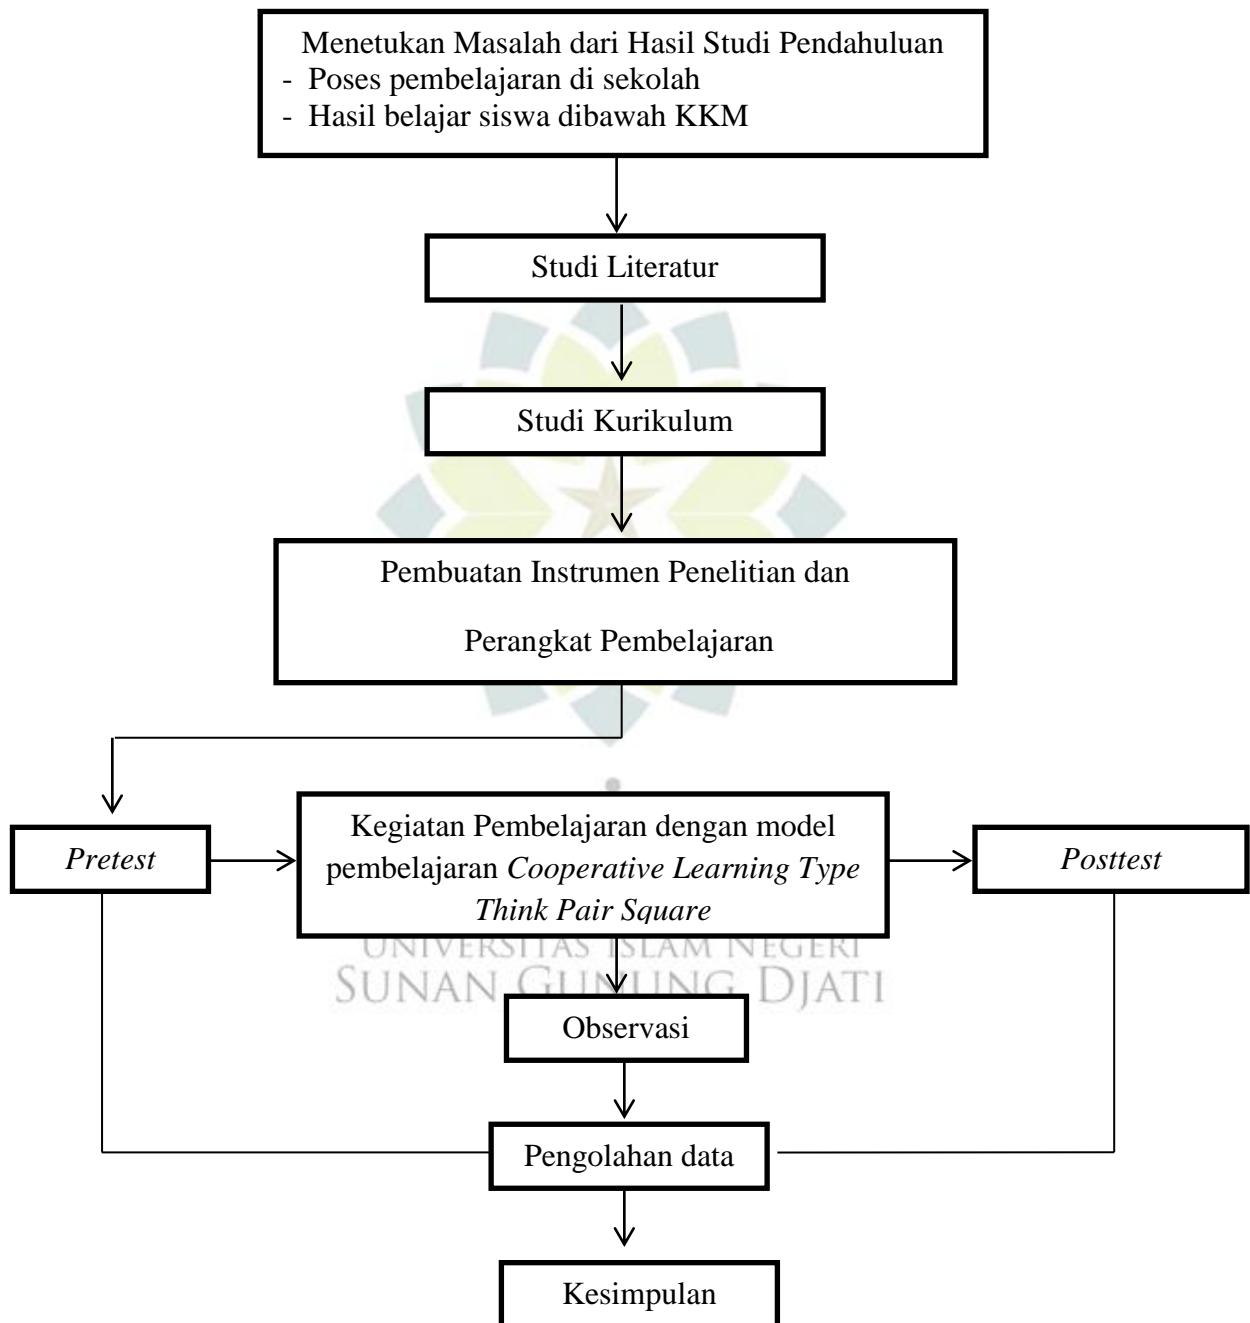 Menetukan Masalah dari Hasil Studi Pendahuluan
- Poses pembelajaran di sekolah
- Hasil belajar siswa dibawah KKM
Studi Literatur
Studi Kurikulum
Pembuatan Instrumen Penelitian dan
Perangkat Pembelajaran
Pretest
Kegiatan Pembelajaran dengan model
pembelajaran Cooperative Learning Type
Think Pair Square
Posttest
UNIVERSITAS ISLAM NEGERI
SUNAN GUNUNG DJATI
Observasi
Pengolahan data
Kesimpulan